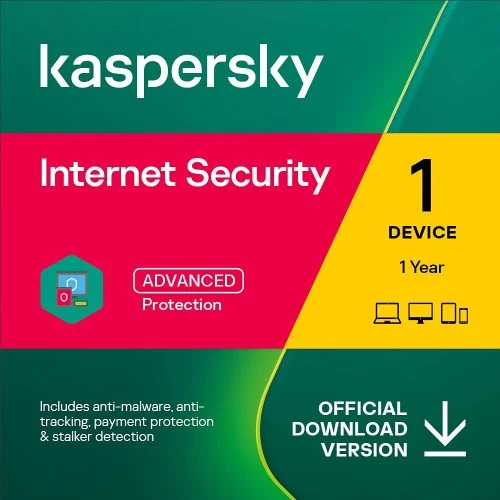 kaspersky
Internet Security
1
DEVICE
1 Year
ADVANCED
Protection
Includes anti-malware, anti-
tracking, payment protection
& stalker detection
OFFICIAL
DOWNLOAD
VERSION